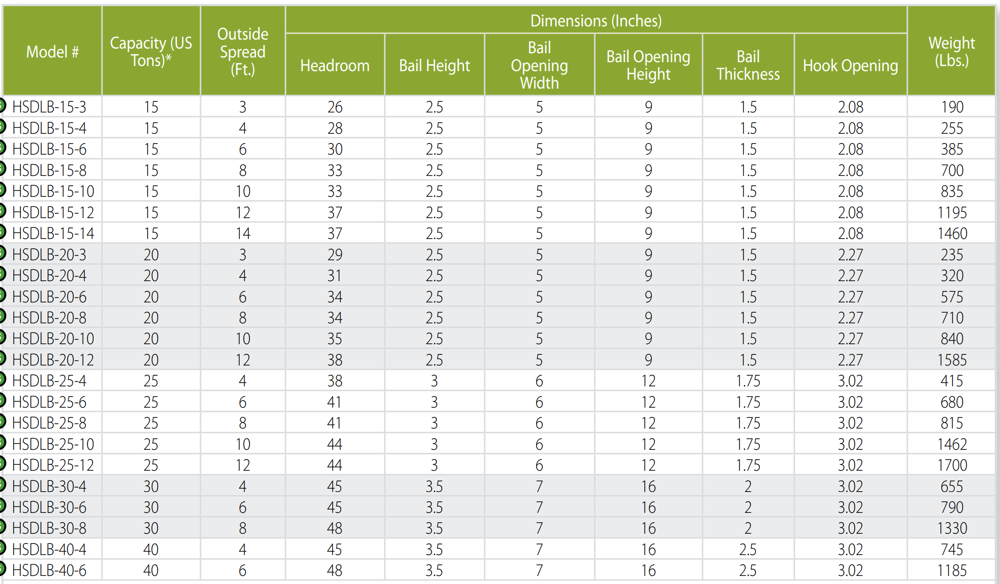 Model #
Capacity (US
Tons)*
Outside
Spread
(Ft.)
Dimensions (Inches)
Headroom
Bail Height
Bail
Opening
Width
Bail Opening
Height
Bail
Thickness
Hook Opening
Weight
(Lbs.)
HSDLB-15-3 15 3 26 2.5 5 9 1.5 2.08 190
HSDLB-15-4 15 4 28 2.5 5 9 1.5 2.08 255
HSDLB-15-6 15 6 30 2.5 5 9 1.5 2.08 385
HSDLB-15-8 15 8 33 2.5 5 9 1.5 2.08 700
HSDLB-15-10 15 10 33 2.5 5 9 1.5 2.08 835
HSDLB-15-12 15 12 37 2.5 5 9 1.5 2.08 1195
HSDLB-15-14 15 14 37 2.5 5 9 1.5 2.08 1460
HSDLB-20-3 20 3 29 2.5 5 9 1.5 2.27 235
HSDLB-20-4 20 4 31 2.5 5 9 1.5 2.27 320
HSDLB-20-6 20 6 34 2.5 5 9 1.5 2.27 575
HSDLB-20-8 20 8 34 2.5 5 9 1.5 2.27 710
HSDLB-20-10 20 10 35 2.5 5 9 1.5 2.27 840
HSDLB-20-12 20 12 38 2.5 5 9 1.5 2.27 1585
HSDLB-25-4 25 4 38 3 6 12 1.75 3.02 415
HSDLB-25-6 25 6 41 3 6 12 1.75 3.02 680
HSDLB-25-8 25 8 41 3 6 12 1.75 3.02 815
HSDLB-25-10 25 10 44 3 6 12 1.75 3.02 1462
HSDLB-25-12 25 12 44 3 6 12 1.75 3.02 1700
HSDLB-30-4 30 4 45 3.5 7 16 2 3.02 655
HSDLB-30-6 30 6 45 3.5 7 16 2 3.02 790
HSDLB-30-8 30 8 48 3.5 7 16 2 3.02 1330
HSDLB-40-4 40 4 45 3.5 7 16 2.5 3.02 745
HSDLB-40-6 40 6 48 3.5 7 16 2.5 3.02 1185